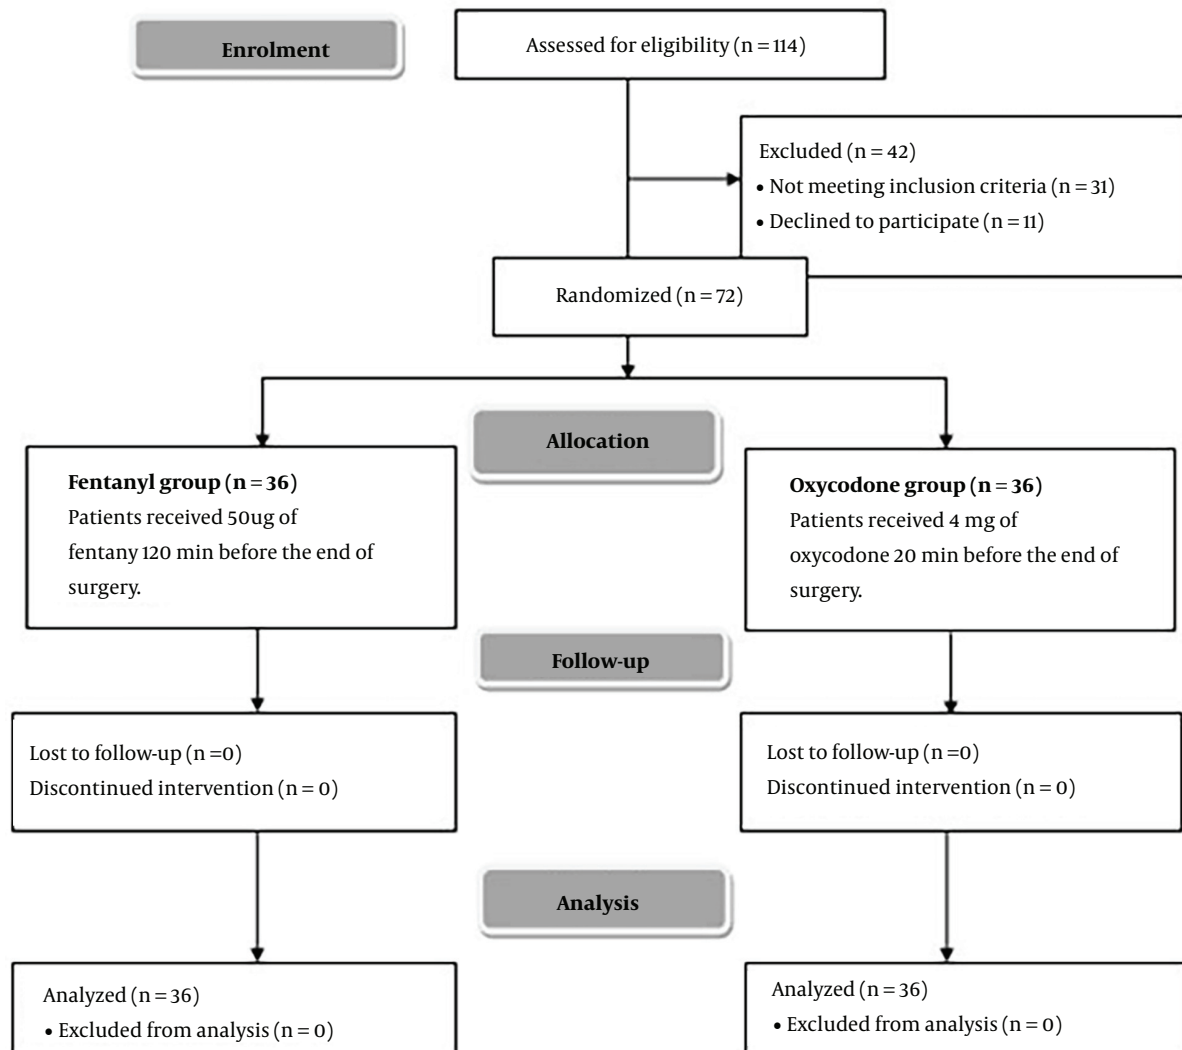 Enrolment
Assessed for eligibility (n = 114)
Excluded (n = 42)
• Not meeting inclusion criteria (n = 31)
• Declined to participate (n = 11)
Randomized (n = 72)
Allocation
Fentanyl group (n = 36)
Patients received 50ug of
fentany 120 min before the end of
surgery.
Oxycodone group (n = 36)
Patients received 4 mg of
oxycodone 20 min before the end of
surgery.
Follow-up
Lost to follow-up (n =0)
Discontinued intervention (n = 0)
Lost to follow-up (n =0)
Discontinued intervention (n = 0)
Analysis
Analyzed (n = 36)
• Excluded from analysis (n = 0)
Analyzed (n = 36)
• Excluded from analysis (n = 0)